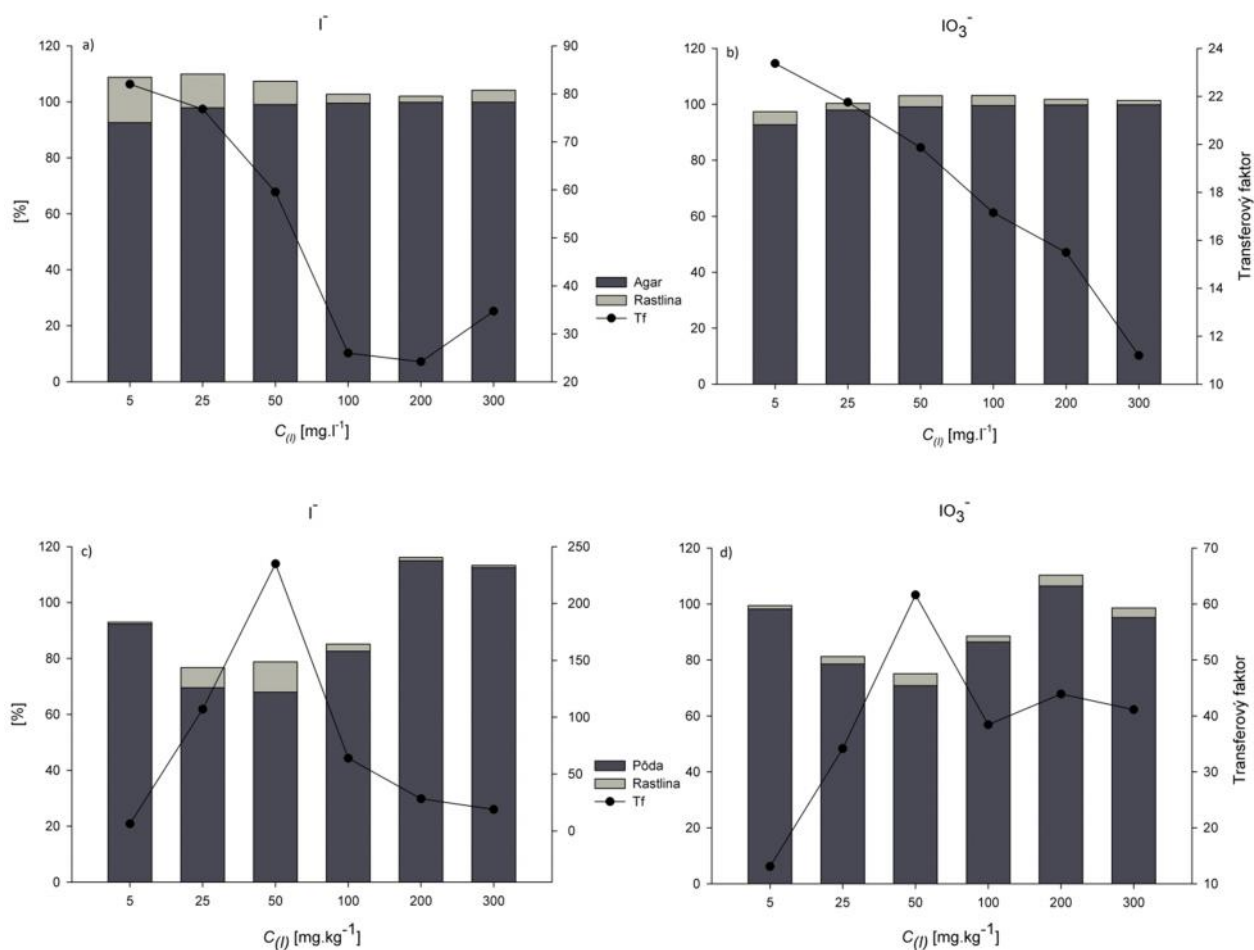 I⁻
a)
120
100
80
60
40
20
0
[%]
90
80
70
60
50
40
30
20
5 25 50 100 200 300
C(I) [mg.l⁻¹]
Agar
Rastlina
Tf
IO₃⁻
b)
120
100
80
60
40
20
0
24
22
20
18
16
14
12
10
Transferový faktor
5 25 50 100 200 300
C(I) [mg.l⁻¹]
I⁻
c)
120
100
80
60
40
20
0
[%]
250
200
150
100
50
0
5 25 50 100 200 300
C(I) [mg.kg⁻¹]
Pôda
Rastlina
Tf
IO₃⁻
d)
120
100
80
60
40
20
0
70
60
50
40
30
20
10
Transferový faktor
5 25 50 100 200 300
C(I) [mg.kg⁻¹]